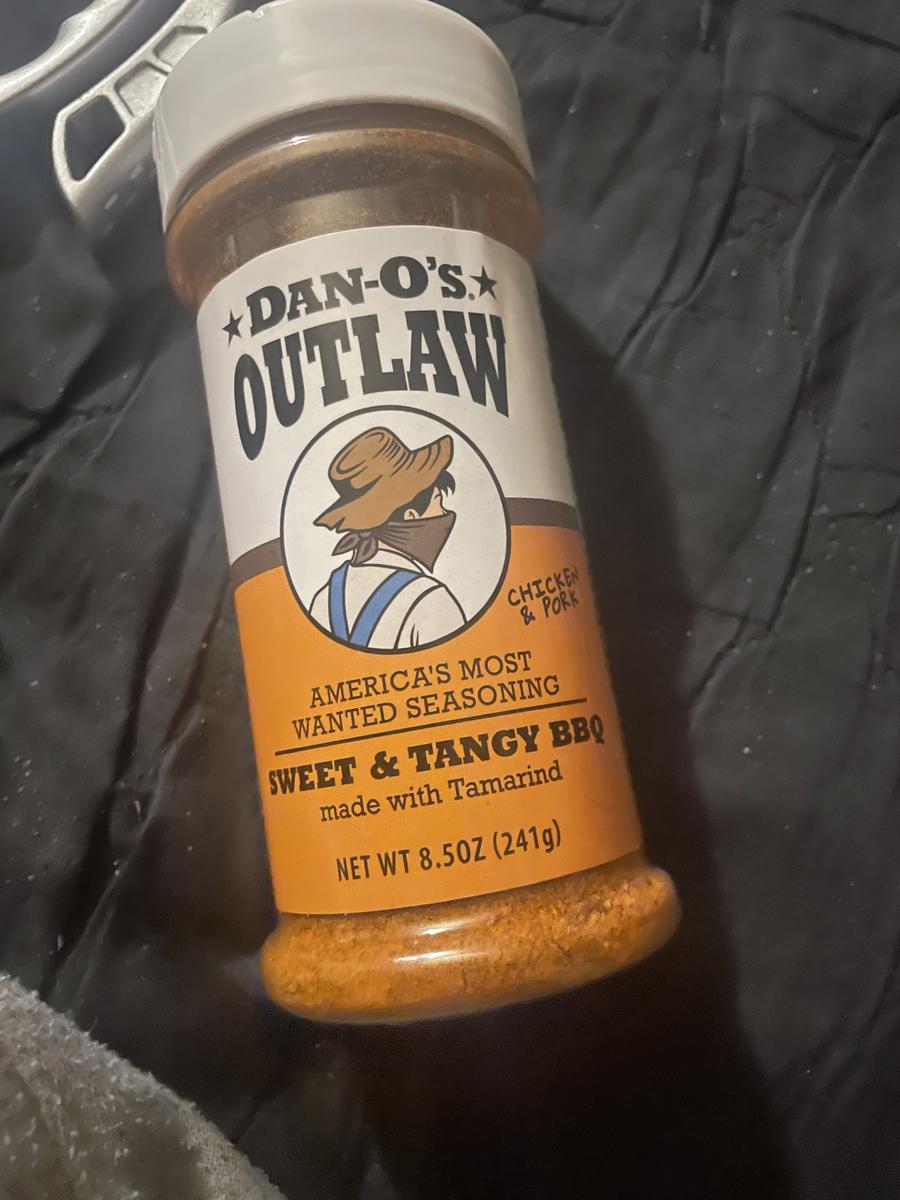 DAN-O'S®
OUTLAW
CHICKEN
& PORK
AMERICA'S MOST
WANTED SEASONING
SWEET & TANGY BBQ
made with Tamarind
NET WT 8.5OZ (241g)